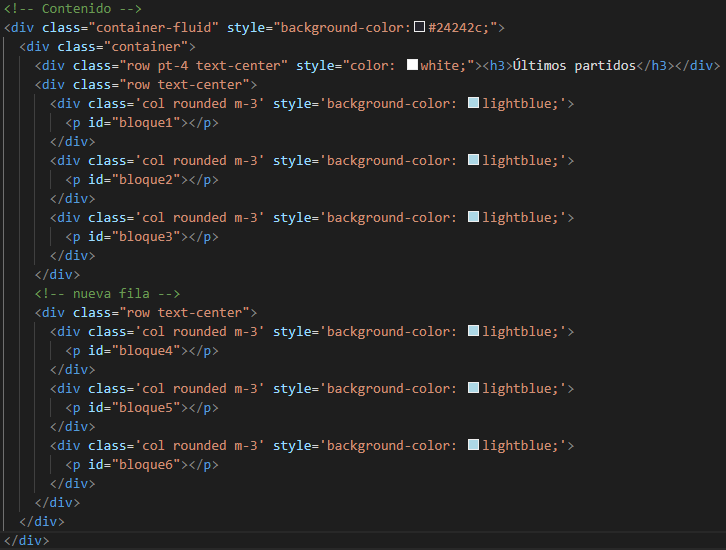 <!-- Contenido -->
<div class="container-fluid" style="background-color:#24242c;">
<div class="container">
<div class="row pt-4 text-center" style="color: white;"><h3>Últimos partidos</h3></div>
<div class="row text-center">
<div class='col rounded m-3' style='background-color: lightblue;'>
<p id="bloque1"></p>
</div>
<div class='col rounded m-3' style='background-color: lightblue;'>
<p id="bloque2"></p>
</div>
<div class='col rounded m-3' style='background-color: lightblue;'>
<p id="bloque3"></p>
</div>
</div>
<!-- nueva fila -->
<div class="row text-center">
<div class='col rounded m-3' style='background-color: lightblue;'>
<p id="bloque4"></p>
</div>
<div class='col rounded m-3' style='background-color: lightblue;'>
<p id="bloque5"></p>
</div>
<div class='col rounded m-3' style='background-color: lightblue;'>
<p id="bloque6"></p>
</div>
</div>
</div>
</div>